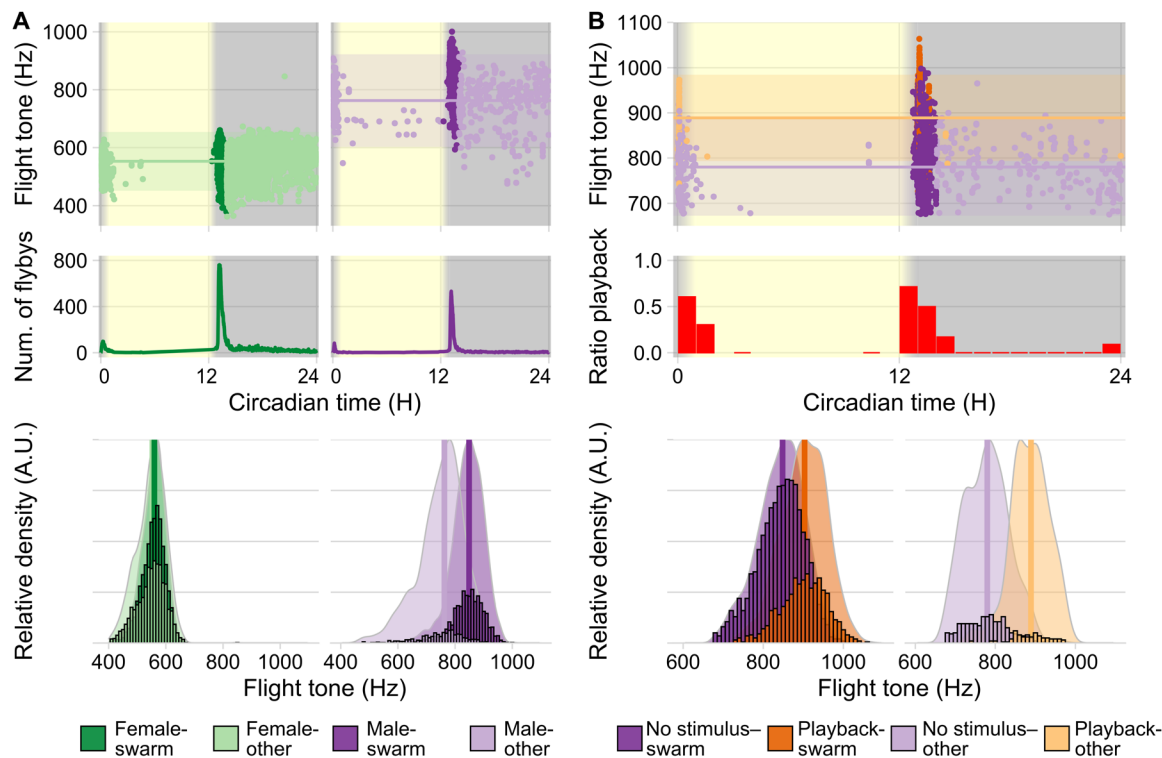 A
Flight tone (Hz)
1000
800
600
400
Num. of flybys
800
400
0
0
12
24
0
12
24
Circadian time (H)
Relative density (A.U.)
400
600
800
1000
400
600
800
1000
Flight tone (Hz)
Female-
swarm
Female-
other
Male-
swarm
Male-
other
B
Flight tone (Hz)
1100
1000
900
800
700
Ratio playback
1.0
0.5
0.0
0
12
24
Circadian time (H)
Relative density (A.U.)
600
800
1000
600
800
1000
Flight tone (Hz)
No stimulus–
swarm
Playback-
swarm
No stimulus–
other
Playback-
other